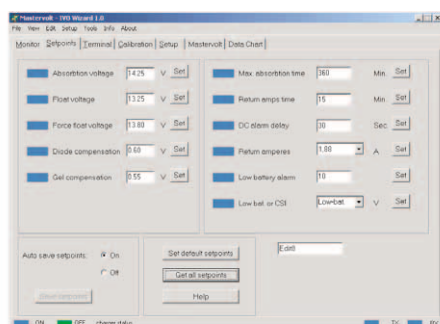 Mastervolt - IVO Wizard 1.0
File View Edit Setup Tools Info About
Monitor Setpoints Terminal Calibration Setup Mastervolt Data Chart
Absorbtion voltage 14.25 V Set
Float voltage 13.25 V Set
Force float voltage 13.80 V Set
Diode compensation 0.60 V Set
Gel compensation 0.55 V Set
Max absorbtion time 360 Min. Set
Return amps time 15 Min. Set
DC alarm delay 30 Sec. Set
Return amperes 1.88 A Set
Low battery alarm 10 Set
Low bat or CSI Low-bat. V Set
Auto save setpoints: On
Off
Save setpoints
Set default setpoints
Get all setpoints
Help
Edit8
ON OFF charger status TX